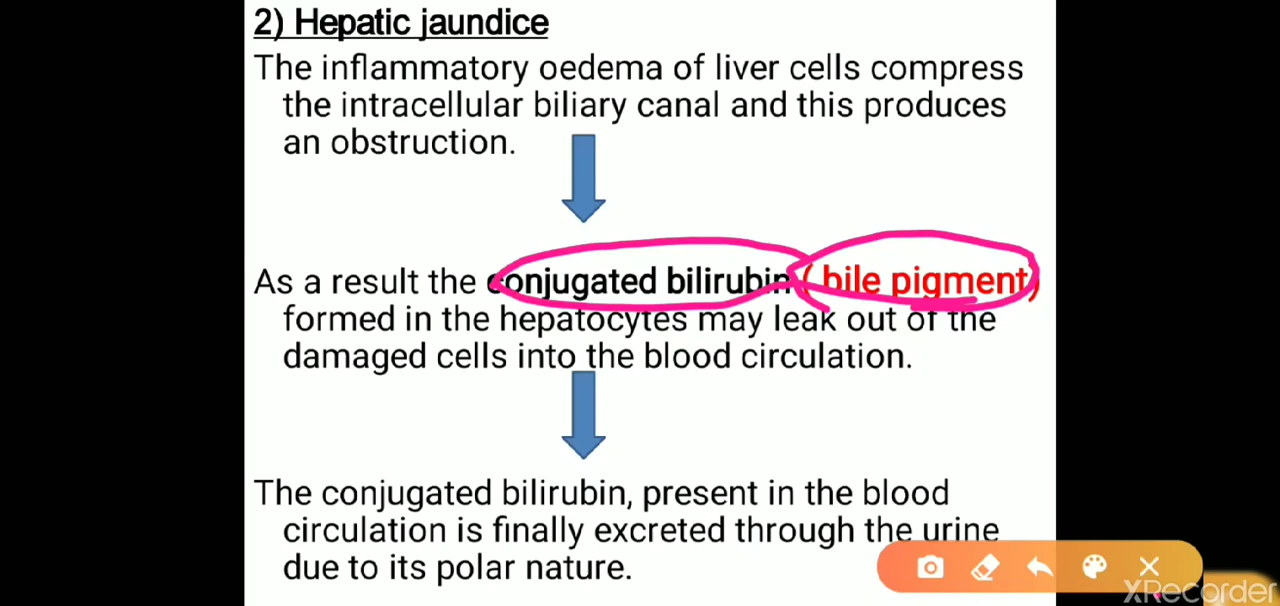 2) Hepatic jaundice
The inflammatory oedema of liver cells compress
the intracellular biliary canal and this produces
an obstruction.
As a result the conjugated bilirubin ( bile pigment)
formed in the hepatocytes may leak out of the
damaged cells into the blood circulation.
The conjugated bilirubin, present in the blood
circulation is finally excreted through the urine
due to its polar nature.
XRecorder